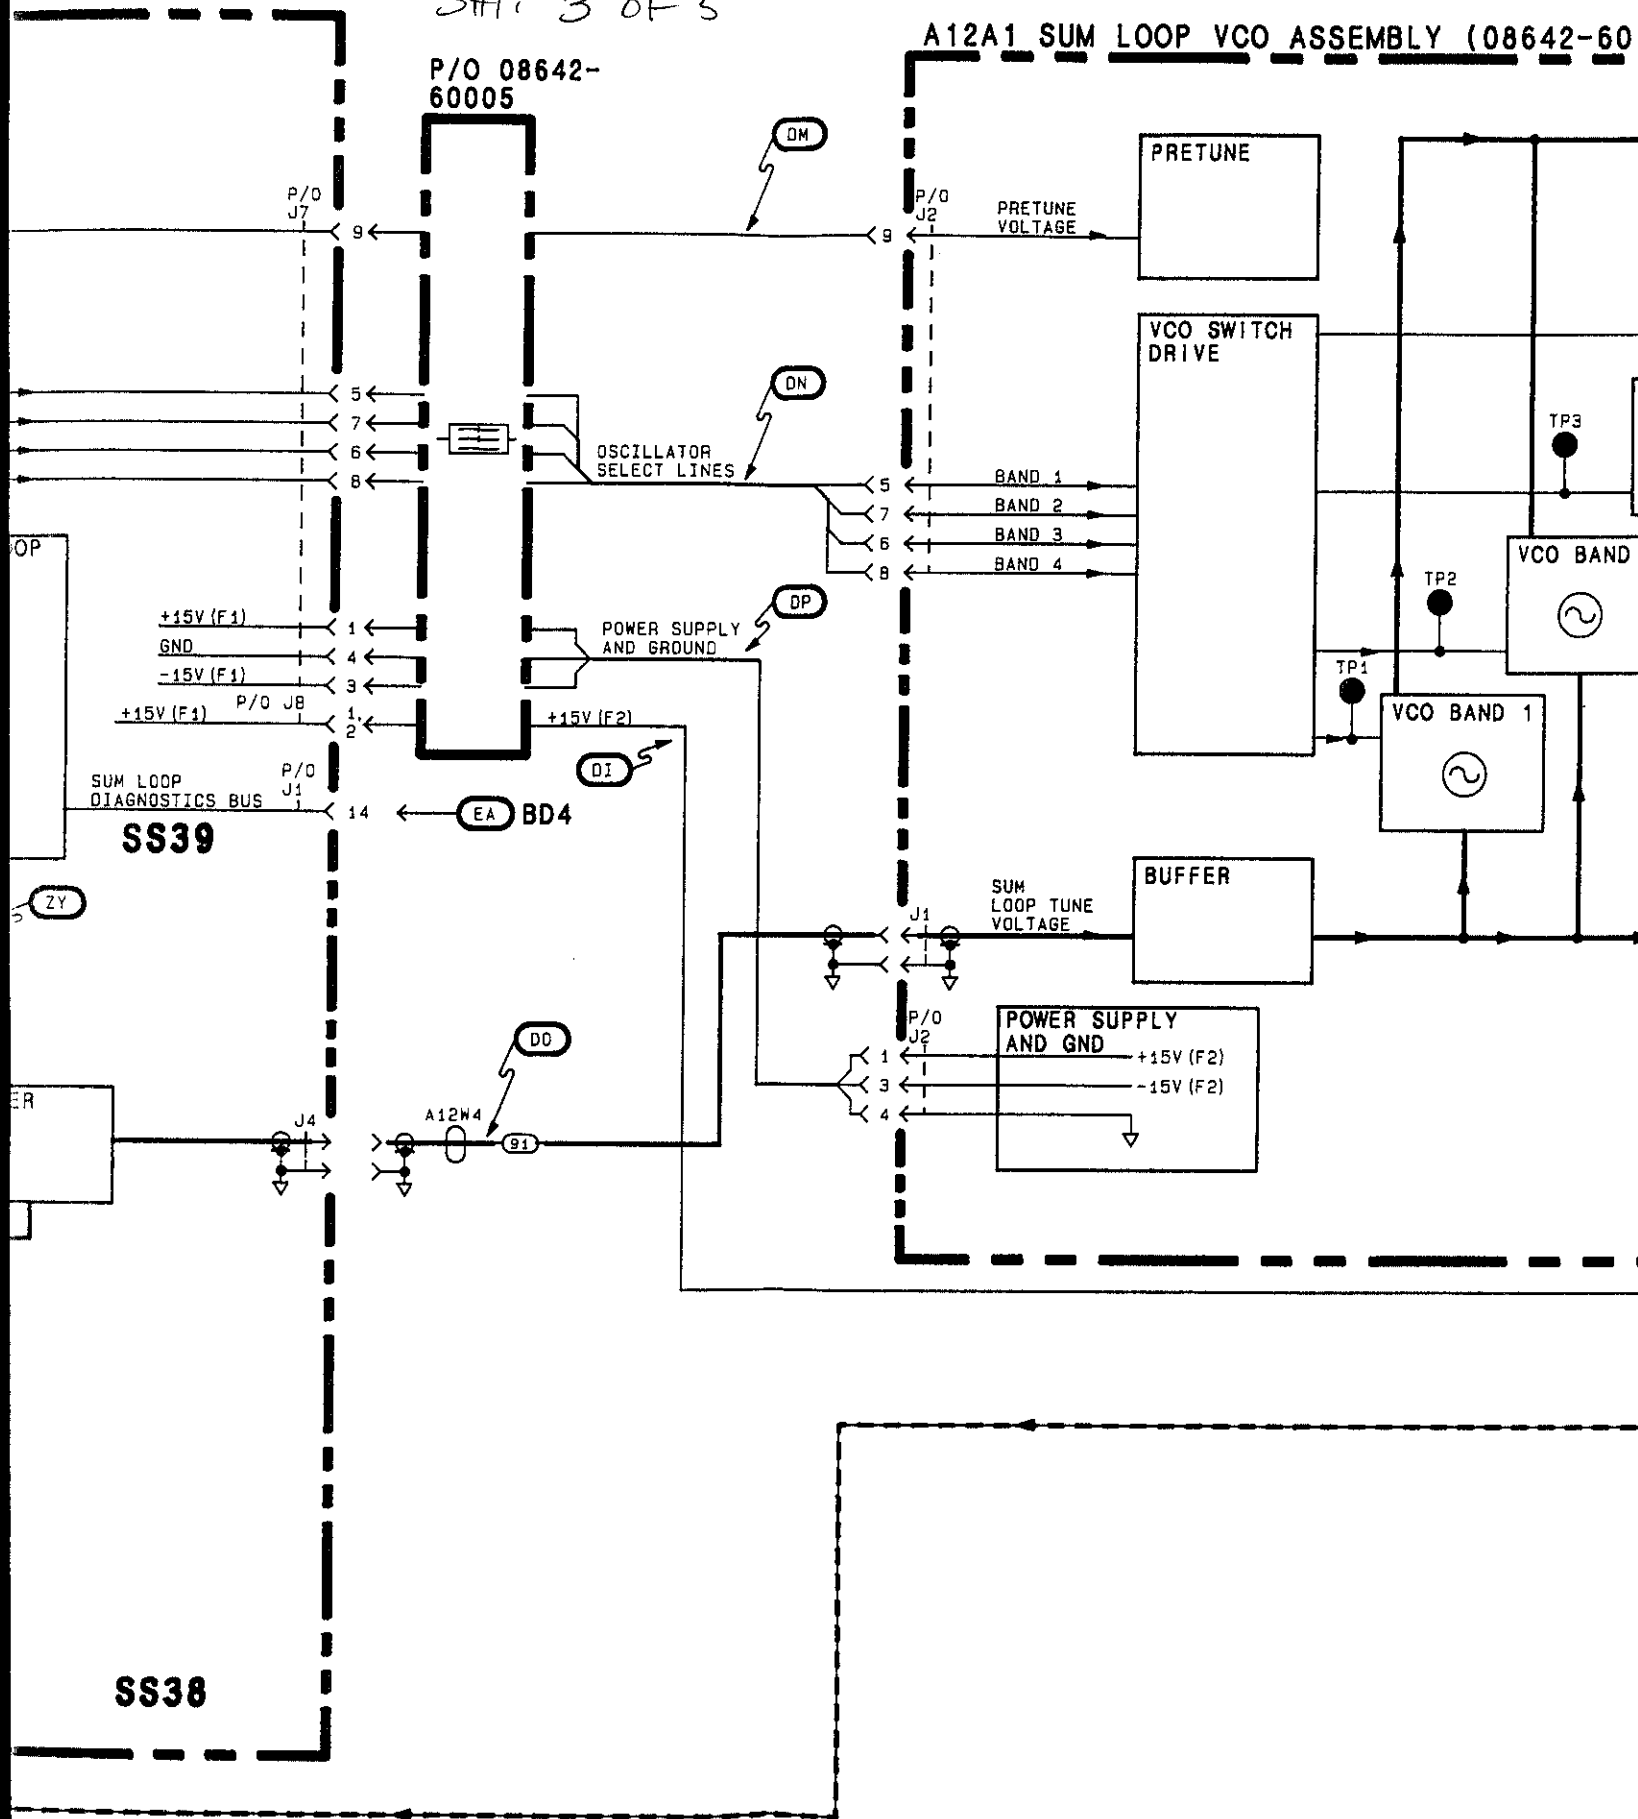 SHT. 3 OF 5
A12A1 SUM LOOP VCO ASSEMBLY (08642-60
P/O 08642-
60005
DM
PRETUNE
P/O
J7
9
9
P/O
J2
PRETUNE
VOLTAGE
VCO SWITCH
DRIVE
DN
5
7
6
8
OSCILLATOR
SELECT LINES
5
7
6
8
BAND 1
BAND 2
BAND 3
BAND 4
TP3
OP
VCO BAND
TP2
DP
+15V(F1)
GND
-15V(F1)
1
4
3
POWER SUPPLY
AND GROUND
TP1
P/O J8
+15V(F1)
1,
2
+15V(F2)
VCO BAND 1
DI
P/O
J1
SUM LOOP
DIAGNOSTICS BUS
14
EA
BD4
SS39
ZY
BUFFER
SUM
LOOP TUNE
VOLTAGE
J1
P/O
J2
POWER SUPPLY
AND GND
1
3
4
+15V(F2)
-15V(F2)
DO
ER
J4
A12W4
91
SS38